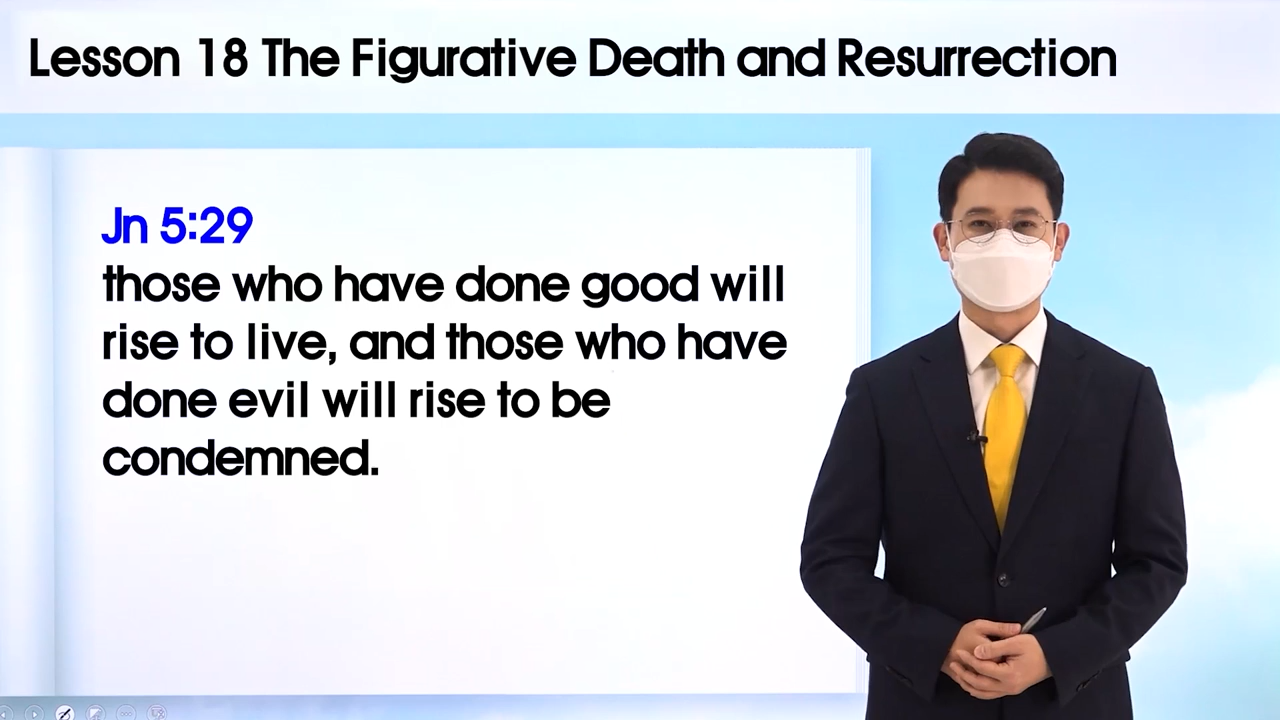 Lesson 18 The Figurative Death and Resurrection
Jn 5:29
those who have done good will
rise to live, and those who have
done evil will rise to be
condemned.